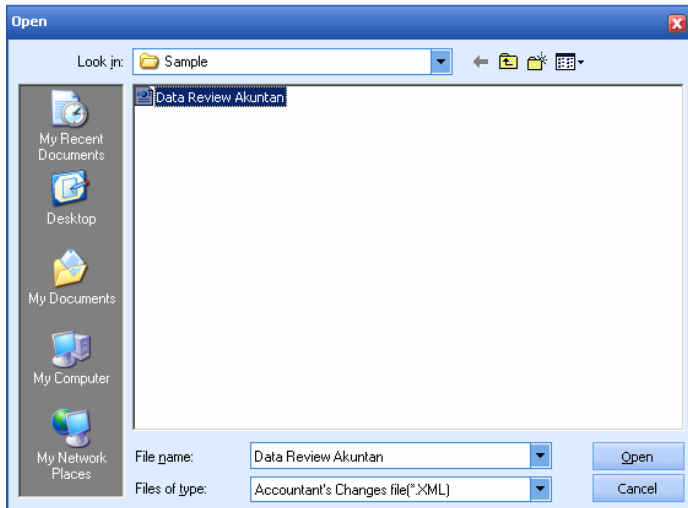 Open
Look in: Sample
Data Review Akuntan
My Recent
Documents
Desktop
My Documents
My Computer
My Network
Places
File name: Data Review Akuntan Open
Files of type: Accountant's Changes file(*.XML) Cancel